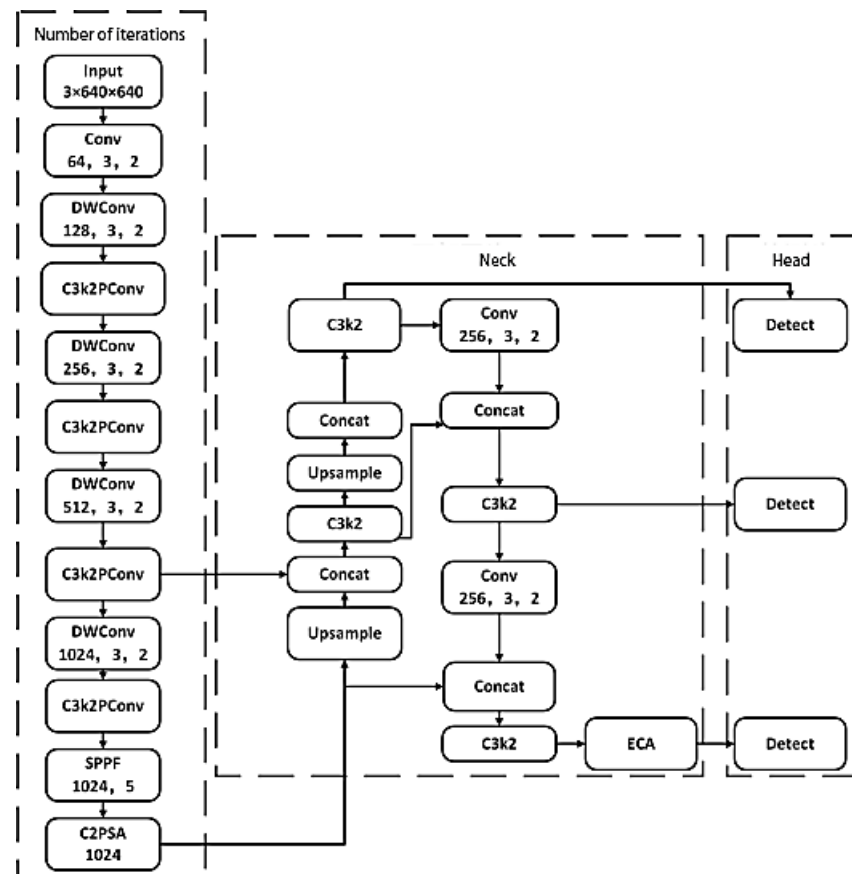 Number of iterations
Input
3×640×640
Conv
64, 3, 2
DWConv
128, 3, 2
C3k2PConv
DWConv
256, 3, 2
C3k2PConv
DWConv
512, 3, 2
C3k2PConv
DWConv
1024, 3, 2
C3k2PConv
SPPF
1024, 5
C2PSA
1024
Neck
C3k2
Concat
Upsample
C3k2
Concat
Upsample
Conv
256, 3, 2
Concat
C3k2
Conv
256, 3, 2
Concat
C3k2
ECA
Head
Detect
Detect
Detect